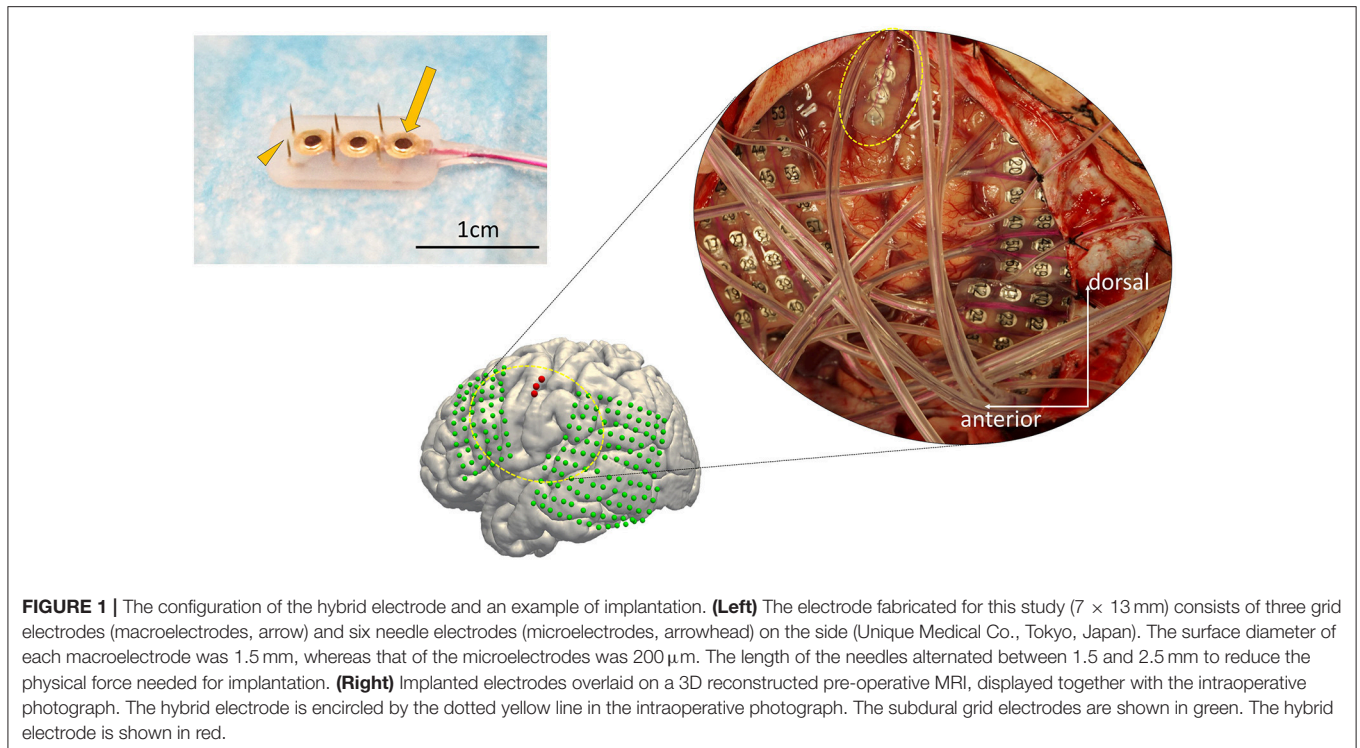 1cm
dorsal
anterior
FIGURE 1 | The configuration of the hybrid electrode and an example of implantation. (Left) The electrode fabricated for this study (7 × 13 mm) consists of three grid
electrodes (macroelectrodes, arrow) and six needle electrodes (microelectrodes, arrowhead) on the side (Unique Medical Co., Tokyo, Japan). The surface diameter of
each macroelectrode was 1.5 mm, whereas that of the microelectrodes was 200 μm. The length of the needles alternated between 1.5 and 2.5 mm to reduce the
physical force needed for implantation. (Right) Implanted electrodes overlaid on a 3D reconstructed pre-operative MRI, displayed together with the intraoperative
photograph. The hybrid electrode is encircled by the dotted yellow line in the intraoperative photograph. The subdural grid electrodes are shown in green. The hybrid
electrode is shown in red.